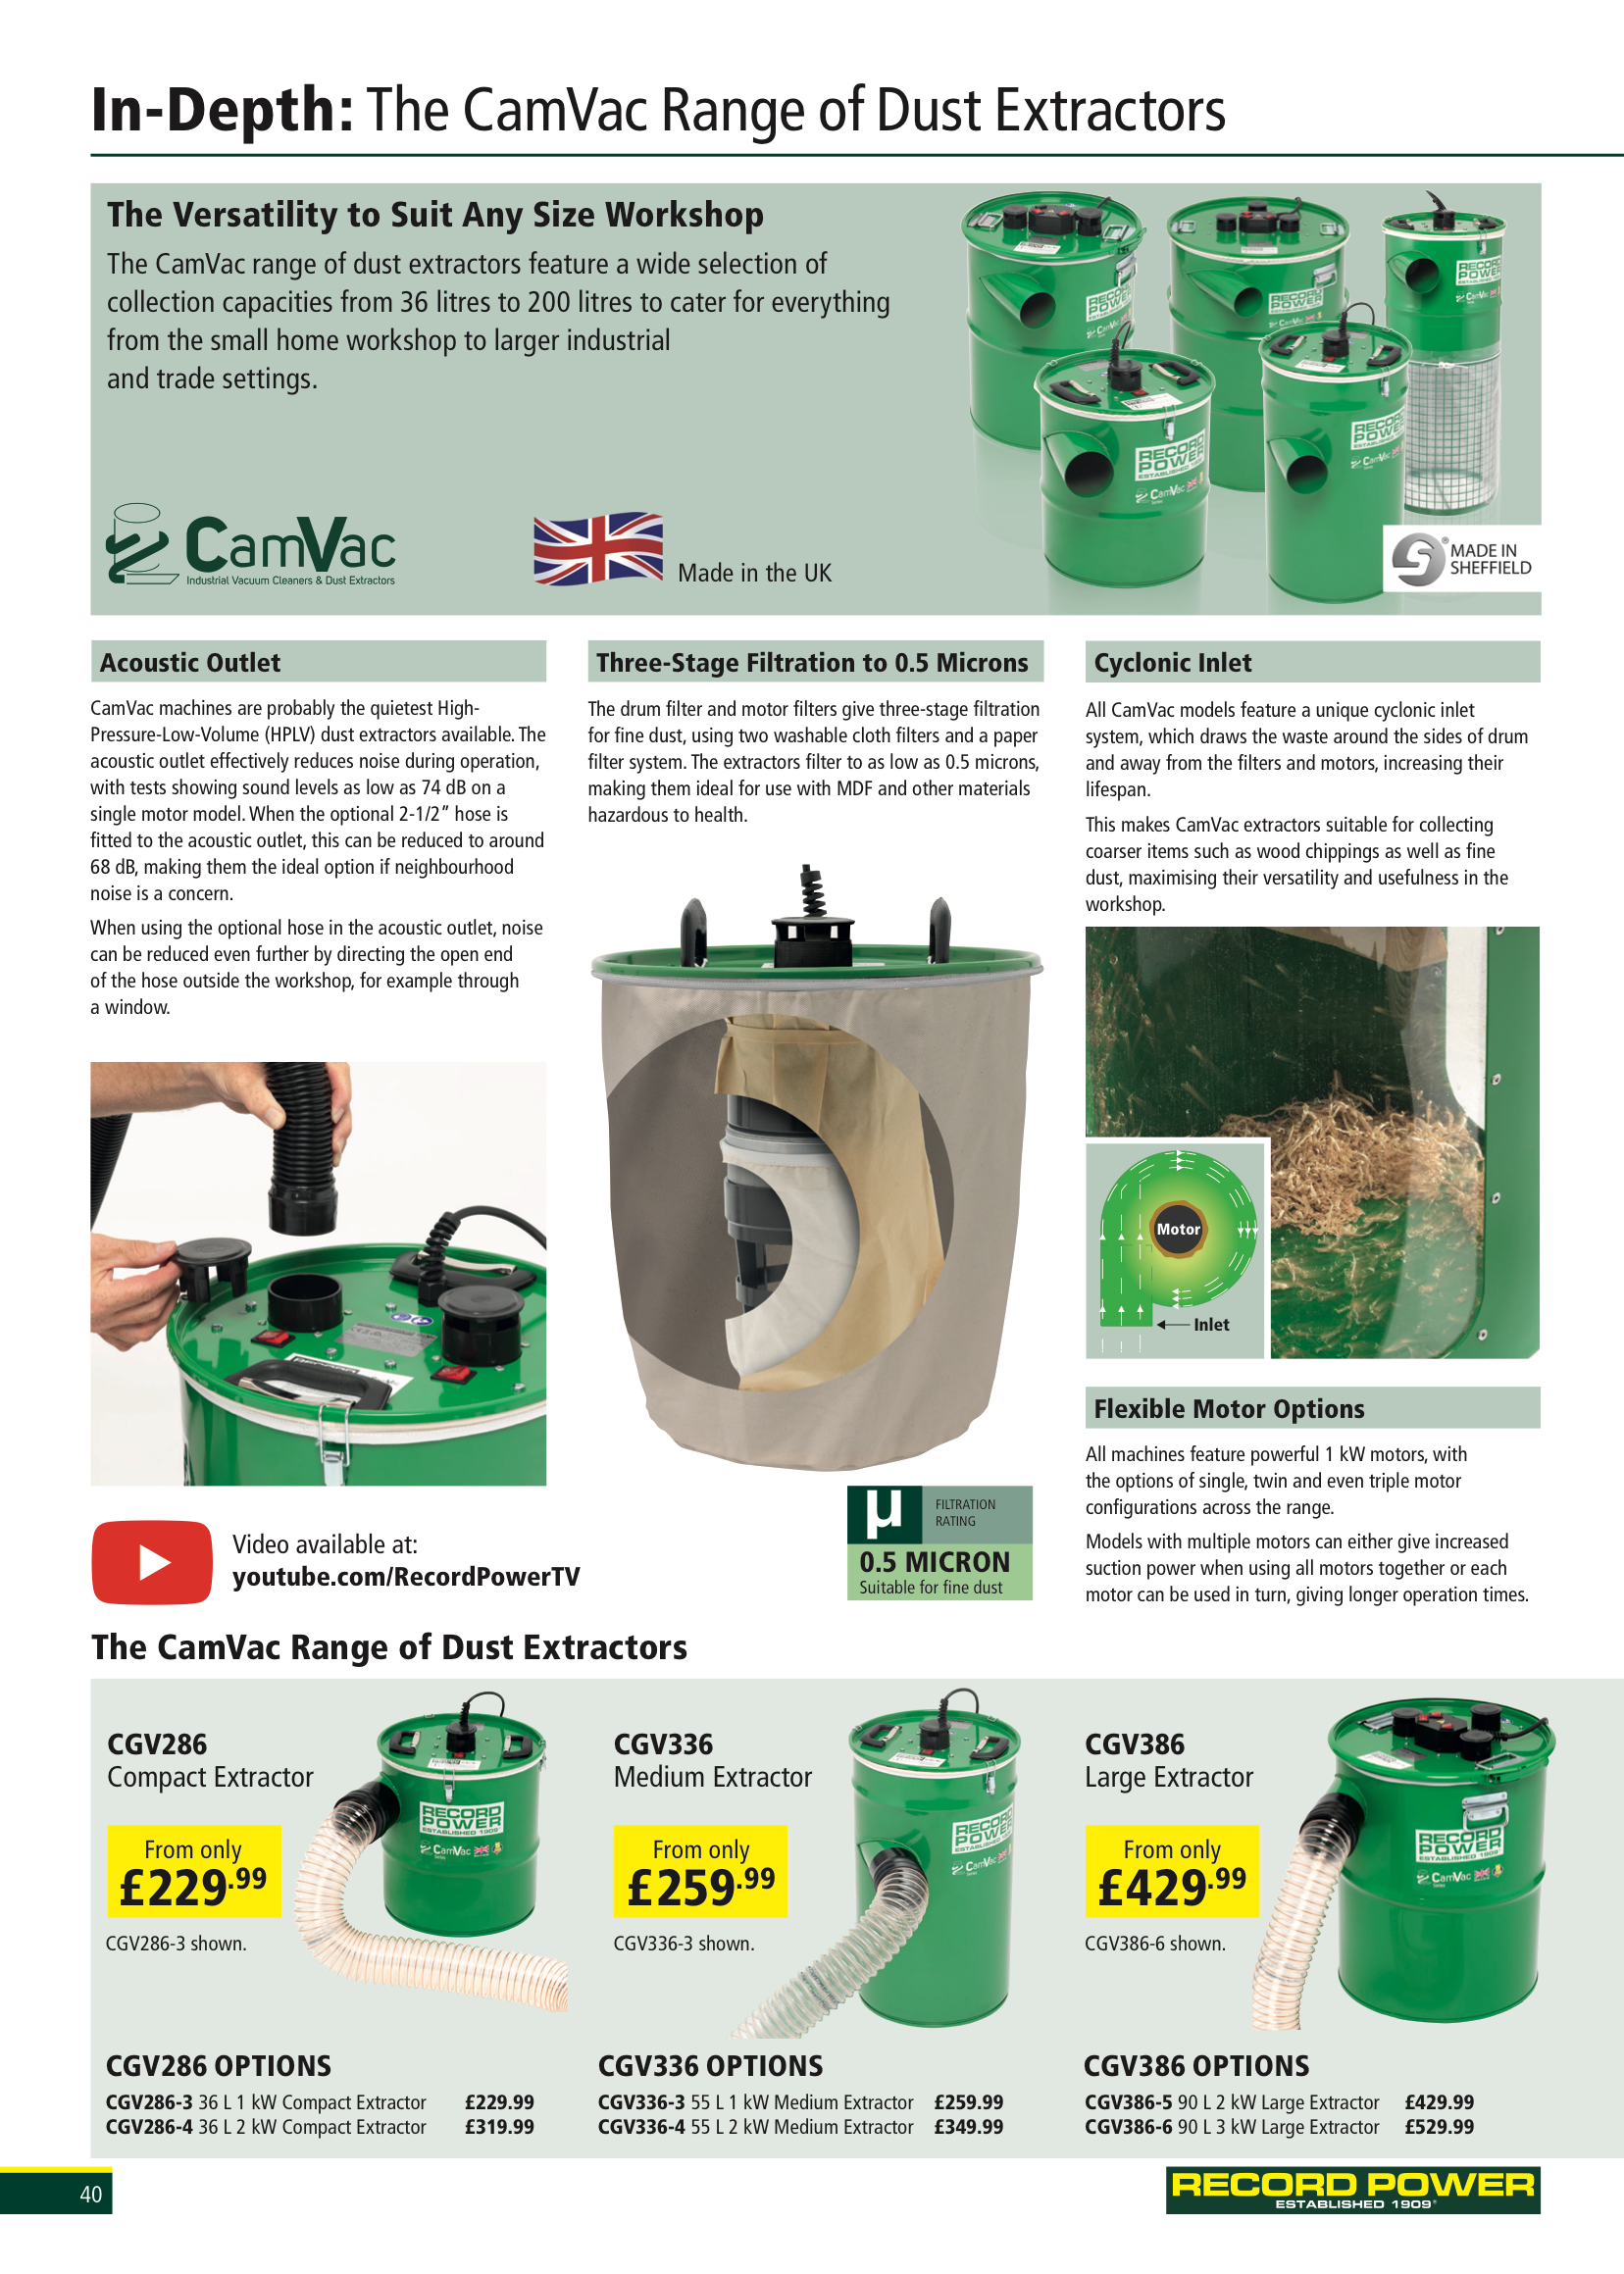 In-Depth: The CamVac Range of Dust Extractors
The Versatility to Suit Any Size Workshop
The CamVac range of dust extractors feature a wide selection of
collection capacities from 36 litres to 200 litres to cater for everything
from the small home workshop to larger industrial
and trade settings.
CamVac
Industrial Vacuum Cleaners & Dust Extractors
Made in the UK
RECORD
POWER
ESTABLISHED 1909
CamVac
MADE IN
SHEFFIELD
Acoustic Outlet
CamVac machines are probably the quietest High-
Pressure-Low-Volume (HPLV) dust extractors available. The
acoustic outlet effectively reduces noise during operation,
with tests showing sound levels as low as 74 dB on a
single motor model. When the optional 2-1/2” hose is
fitted to the acoustic outlet, this can be reduced to around
68 dB, making them the ideal option if neighbourhood
noise is a concern.
When using the optional hose in the acoustic outlet, noise
can be reduced even further by directing the open end
of the hose outside the workshop, for example through
a window.
Three-Stage Filtration to 0.5 Microns
The drum filter and motor filters give three-stage filtration
for fine dust, using two washable cloth filters and a paper
filter system. The extractors filter to as low as 0.5 microns,
making them ideal for use with MDF and other materials
hazardous to health.
µ
FILTRATION
RATING
0.5 MICRON
Suitable for fine dust
Cyclonic Inlet
All CamVac models feature a unique cyclonic inlet
system, which draws the waste around the sides of drum
and away from the filters and motors, increasing their
lifespan.
This makes CamVac extractors suitable for collecting
coarser items such as wood chippings as well as fine
dust, maximising their versatility and usefulness in the
workshop.
Motor
Inlet
Flexible Motor Options
All machines feature powerful 1 kW motors, with
the options of single, twin and even triple motor
configurations across the range.
Models with multiple motors can either give increased
suction power when using all motors together or each
motor can be used in turn, giving longer operation times.
Video available at:
youtube.com/RecordPowerTV
The CamVac Range of Dust Extractors
CGV286
Compact Extractor
From only
£229.99
CGV286-3 shown.
RECORD
POWER
ESTABLISHED 1909
CamVac
CGV286 OPTIONS
CGV286-3 36 L 1 kW Compact Extractor £229.99
CGV286-4 36 L 2 kW Compact Extractor £319.99
CGV336
Medium Extractor
From only
£259.99
CGV336-3 shown.
CGV336 OPTIONS
CGV336-3 55 L 1 kW Medium Extractor £259.99
CGV336-4 55 L 2 kW Medium Extractor £349.99
CGV386
Large Extractor
From only
£429.99
CGV386-6 shown.
RECORD
POWER
ESTABLISHED 1909
CamVac
CGV386 OPTIONS
CGV386-5 90 L 2 kW Large Extractor £429.99
CGV386-6 90 L 3 kW Large Extractor £529.99
40
RECORD POWER
ESTABLISHED 1909